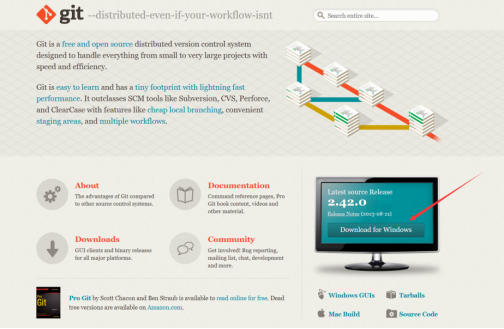 git --distributed-even-if-your-workflow-isnt
Search entire site...
Git is a free and open source distributed version control system
designed to handle everything from small to very large projects with
speed and efficiency.
Git is easy to learn and has a tiny footprint with lightning fast
performance. It outclasses SCM tools like Subversion, CVS, Perforce,
and ClearCase with features like cheap local branching, convenient
staging areas, and multiple workflows.
About
The advantages of Git compared
to other source control systems.
Documentation
Command reference pages, Pro
Git book content, videos and
other material.
Downloads
GUI clients and binary releases
for all major platforms.
Community
Get involved! Bug reporting,
mailing list, chat, development
and more.
Latest source Release
2.42.0
Release Notes (2023-08-21)
Download for Windows
Windows GUIs
Tarballs
Mac Build
Source Code
Pro Git by Scott Chacon and Ben Straub is available to read online for free. Dead
tree versions are available on Amazon.com.